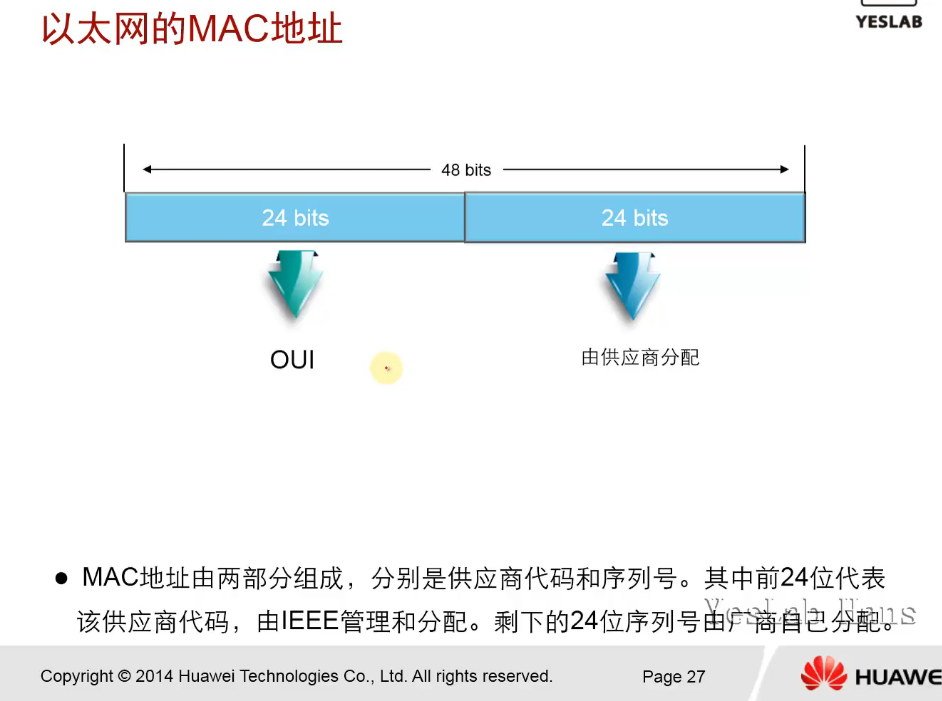 以太网的MAC地址
YESLAB
48 bits
24 bits
24 bits
OUI
由供应商分配
● MAC地址由两部分组成，分别是供应商代码和序列号。其中前24位代表
该供应商代码，由IEEE管理和分配。剩下的24位序列号由厂商自己分配。
YesLab Hans
Copyright © 2014 Huawei Technologies Co., Ltd. All rights reserved.
Page 27
HUAWE